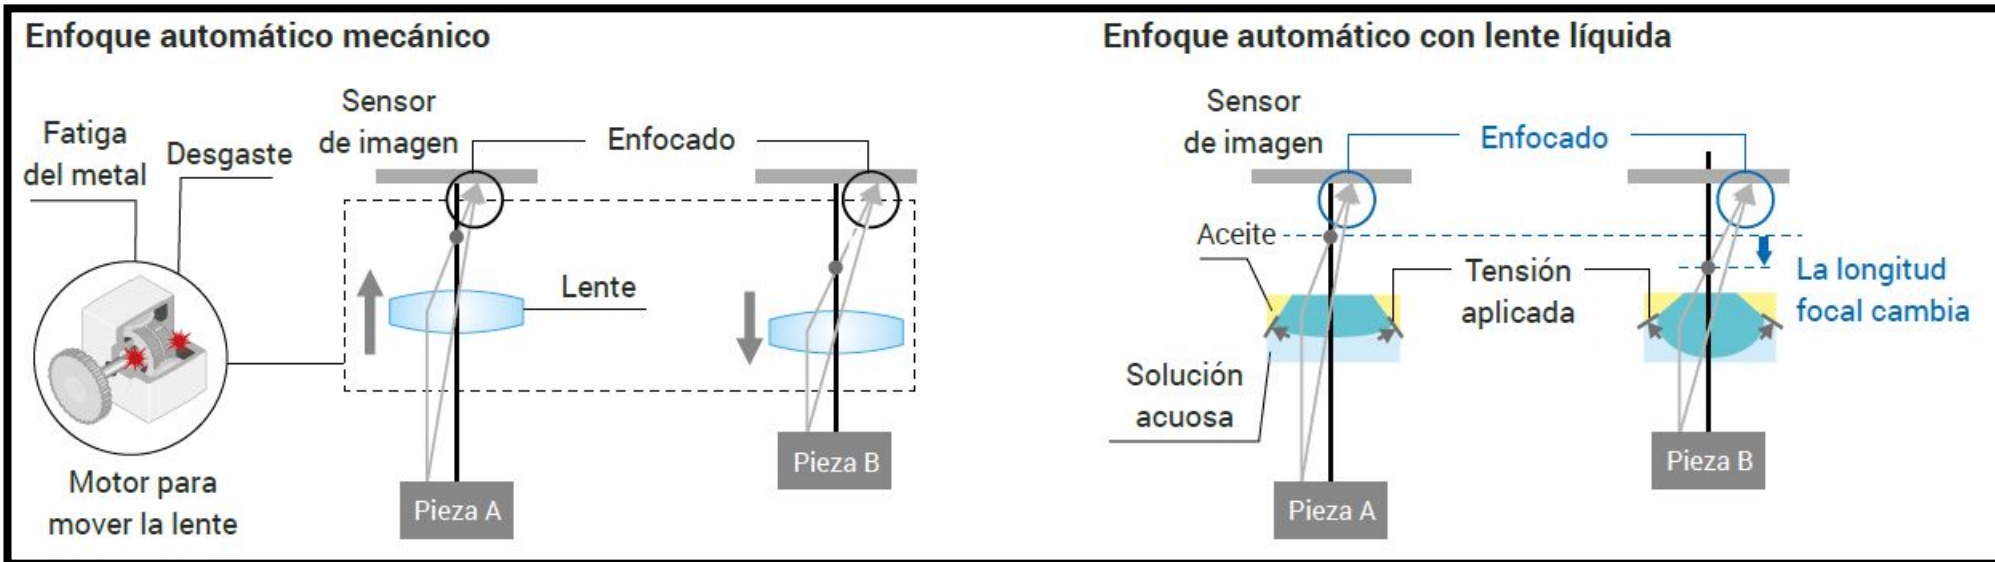 Enfoque automático mecánico
Fatiga
del metal
Desgaste
Sensor
de imagen
Enfocado
Lente
Motor para
mover la lente
Pieza A
Pieza B
Enfoque automático con lente líquida
Sensor
de imagen
Enfocado
Aceite
Tensión
aplicada
La longitud
focal cambia
Solución
acuosa
Pieza A
Pieza B